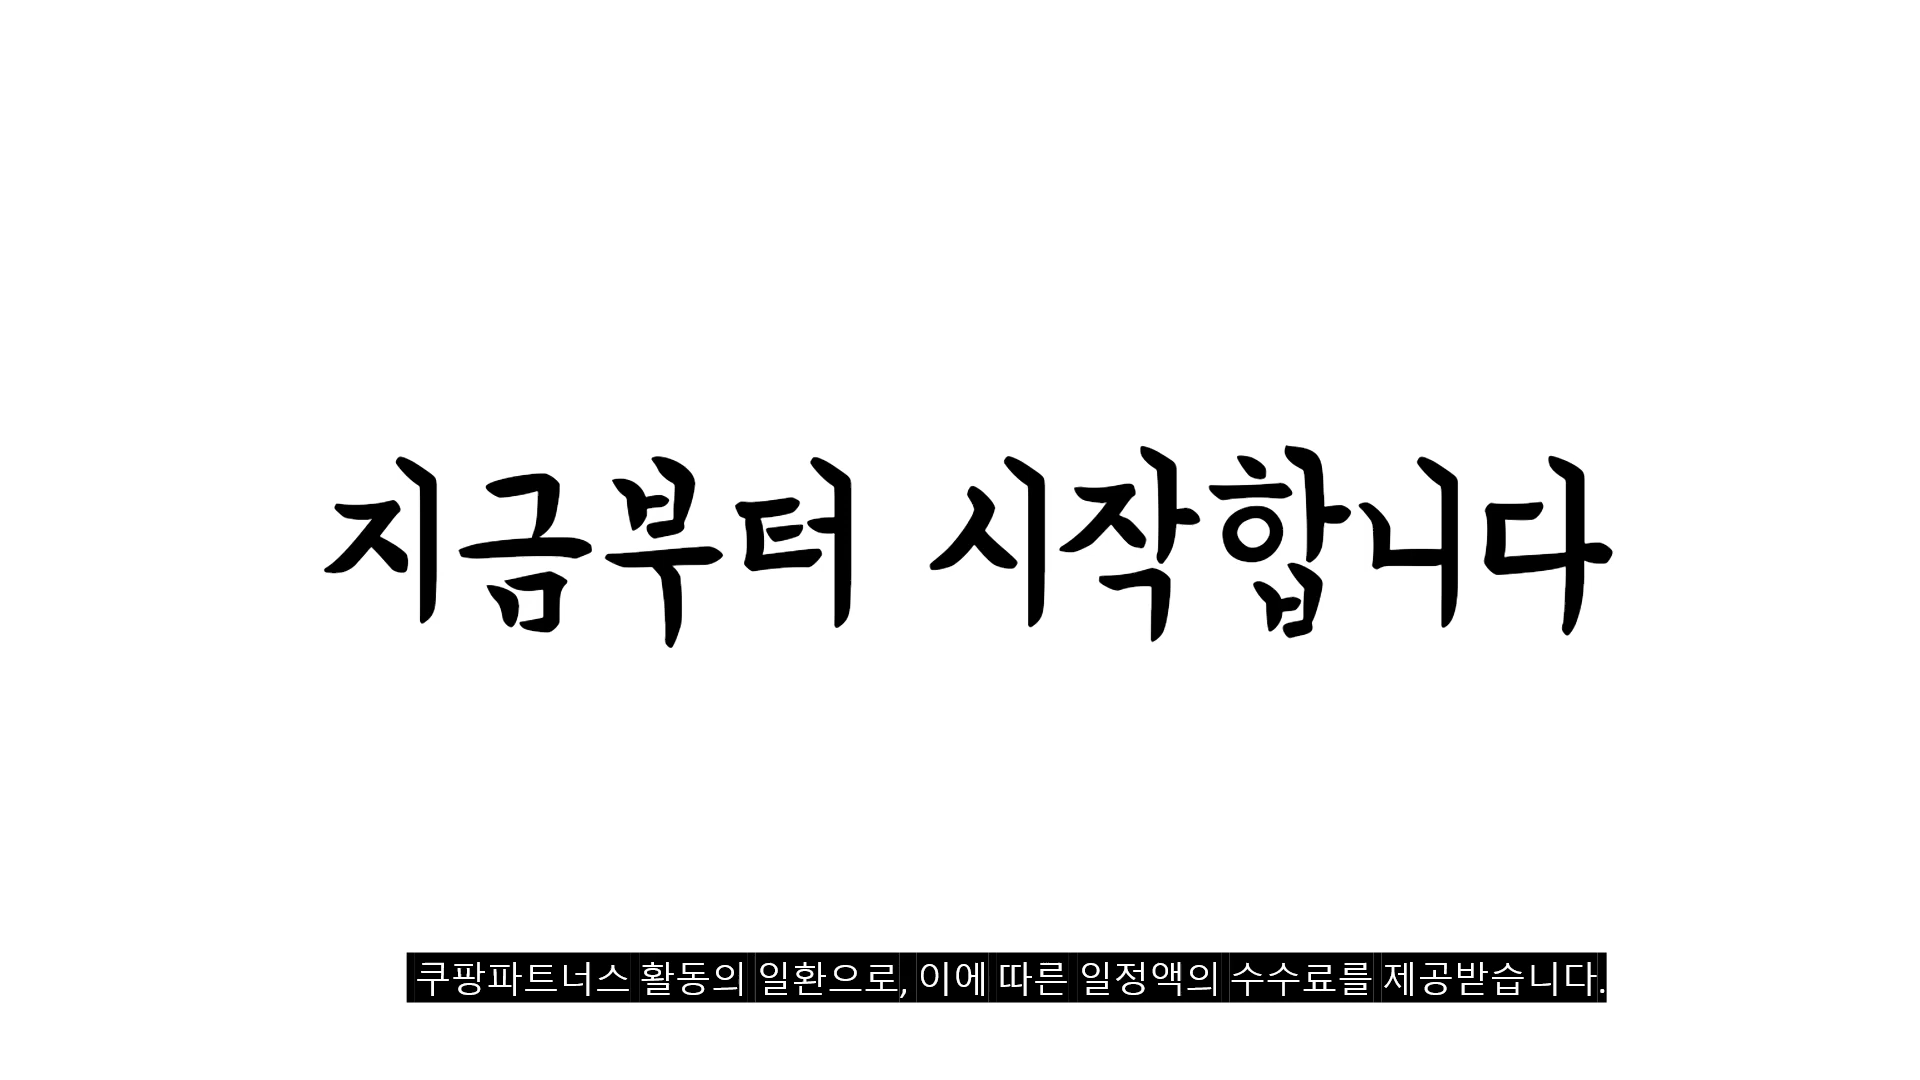 지금부터 시작합니다
쿠팡파트너스 활동의 일환으로, 이에 따른 일정액의 수수료를 제공받습니다.